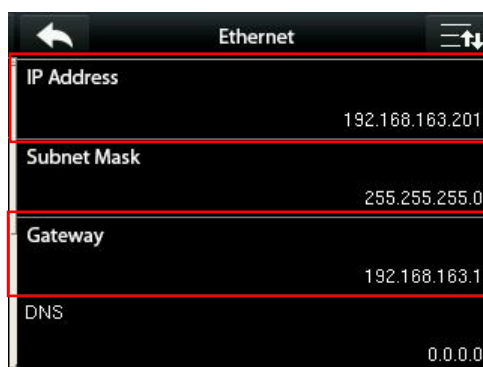 Ethernet
IP Address
192.168.163.201
Subnet Mask
255.255.255.0
Gateway
192.168.163.1
DNS
0.0.0.0